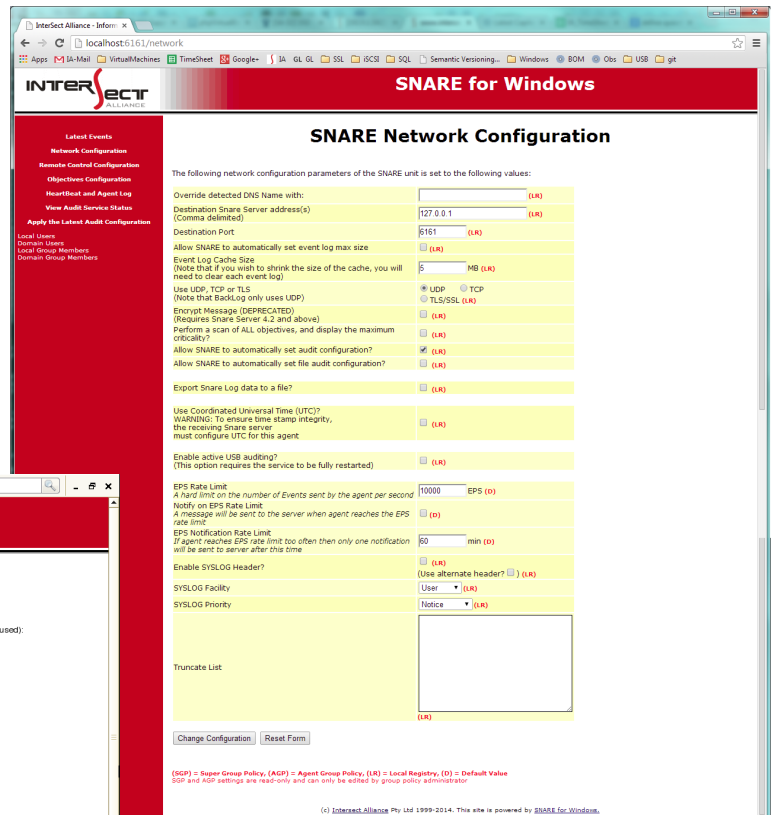 InterSect Alliance - Inform ×
localhost:6161/network
Apps IA-Mail VirtualMachines TimeSheet Google+ IA GL GL SSL iSCSI SQL Semantic Versioning... Windows BOM Obs USB git
INTERSECT
ALLIANCE
SNARE for Windows
Latest Events
Network Configuration
Remote Control Configuration
Objectives Configuration
HeartBeat and Agent Log
View Audit Service Status
Apply the Latest Audit Configuration
Local Users
Domain Users
Local Group Members
Domain Group Members
SNARE Network Configuration
The following network configuration parameters of the SNARE unit is set to the following values:
Override detected DNS Name with: (LR)
Destination Snare Server address(s)
(Comma delimited)
127.0.0.1 (LR)
Destination Port 6161 (LR)
Allow SNARE to automatically set event log max size (LR)
Event Log Cache Size
(Note that if you wish to shrink the size of the cache, you will
need to clear each event log)
5 MB (LR)
Use UDP, TCP or TLS
(Note that BackLog only uses UDP)
UDP TCP
TLS/SSL (LR)
Encrypt Message (DEPRECATED)
(Requires Snare Server 4.2 and above)
(LR)
Perform a scan of ALL objectives, and display the maximum
criticality?
(LR)
Allow SNARE to automatically set audit configuration? (LR)
Allow SNARE to automatically set file audit configuration? (LR)
Export Snare Log data to a file? (LR)
Use Coordinated Universal Time (UTC)?
WARNING: To ensure time stamp integrity,
the receiving Snare server
must configure UTC for this agent
(LR)
Enable active USB auditing?
(This option requires the service to be fully restarted)
(LR)
EPS Rate Limit
A hard limit on the number of Events sent by the agent per second
10000 EPS (D)
Notify on EPS Rate Limit
A message will be sent to the server when agent reaches the EPS
rate limit
(D)
EPS Notification Rate Limit
If agent reaches EPS rate limit too often then only one notification
will be sent to server after this time
60 min (D)
Enable SYSLOG Header? (LR)
(Use alternate header? ) (LR)
SYSLOG Facility User (LR)
SYSLOG Priority Notice (LR)
Truncate List
(LR)
Change Configuration Reset Form
(SGP) = Super Group Policy, (AGP) = Agent Group Policy, (LR) = Local Registry, (D) = Default Value
SGP and AGP settings are read-only and can only be edited by group policy administrator
(c) Intersect Alliance Pty Ltd 1999-2014. This site is powered by SNARE for Windows.
used):